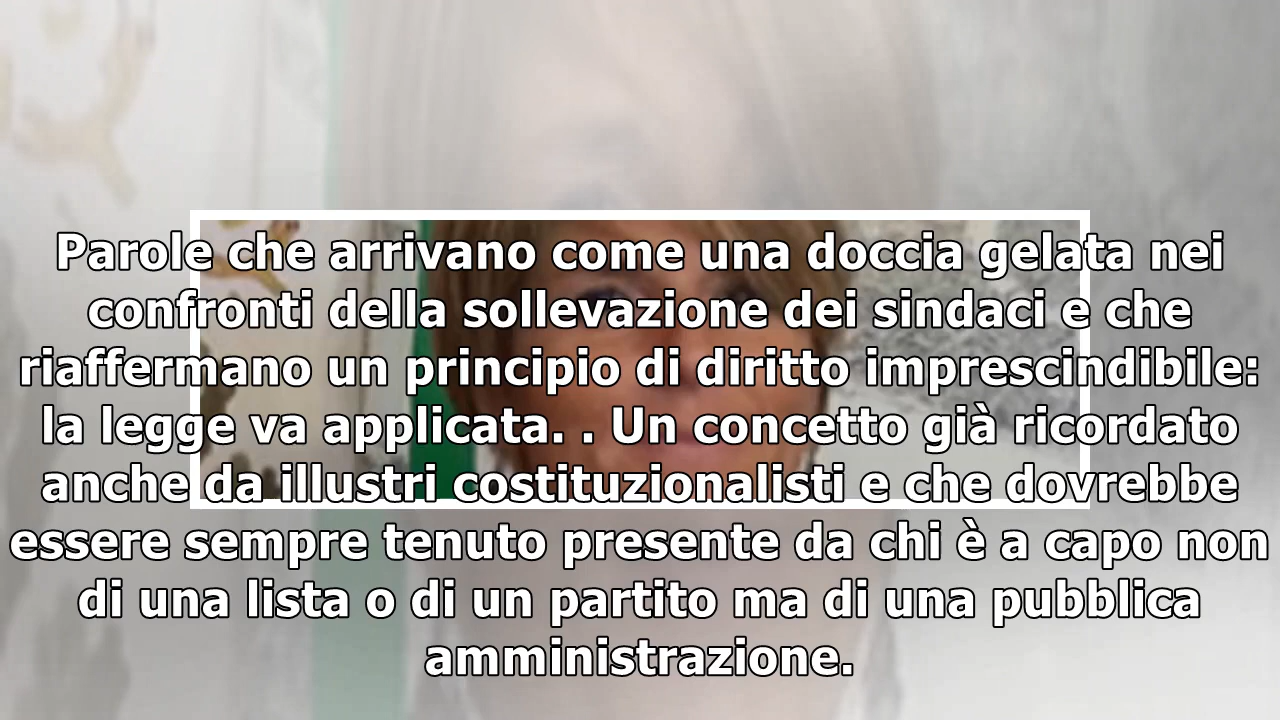 Parole che arrivano come una doccia gelata nei
confronti della sollevazione dei sindaci e che
riaffermano un principio di diritto imprescindibile:
la legge va applicata. . Un concetto già ricordato
anche da illustri costituzionalisti e che dovrebbe
essere sempre tenuto presente da chi è a capo non
di una lista o di un partito ma di una pubblica
amministrazione.